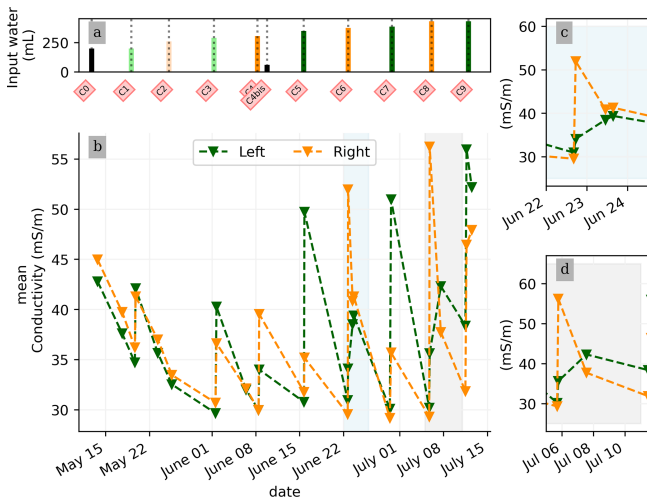 Input water
(mL)
250
0
a
C0
C1
C2
C3
C4bis
C5
C6
C7
C8
C9
mean
Conductivity (mS/m)
55
50
45
40
35
30
b
Left
Right
May 15
May 22
June 01
June 08
June 15
June 22
July 01
July 08
July 15
date
(mS/m)
60
50
40
30
c
Jun 22
Jun 23
Jun 24
(mS/m)
60
50
40
30
d
Jul 06
Jul 08
Jul 10